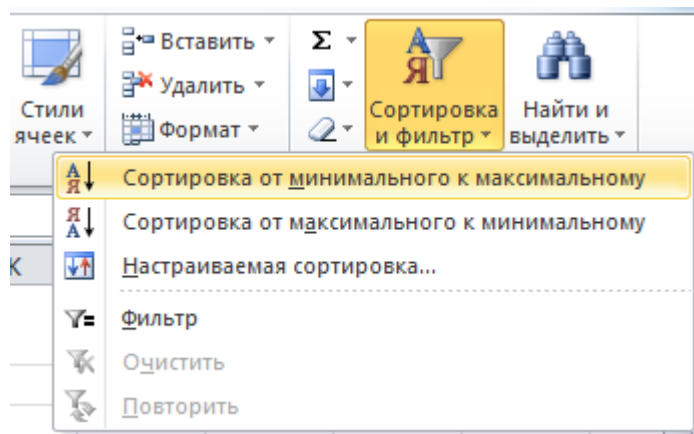 Стили
ячеек
Вставить
Удалить
Формат
Σ
Сортировка
и фильтр
Найти и
выделить
Сортировка от минимального к максимальному
Сортировка от максимального к минимальному
Настраиваемая сортировка...
Фильтр
Очистить
Повторить
K